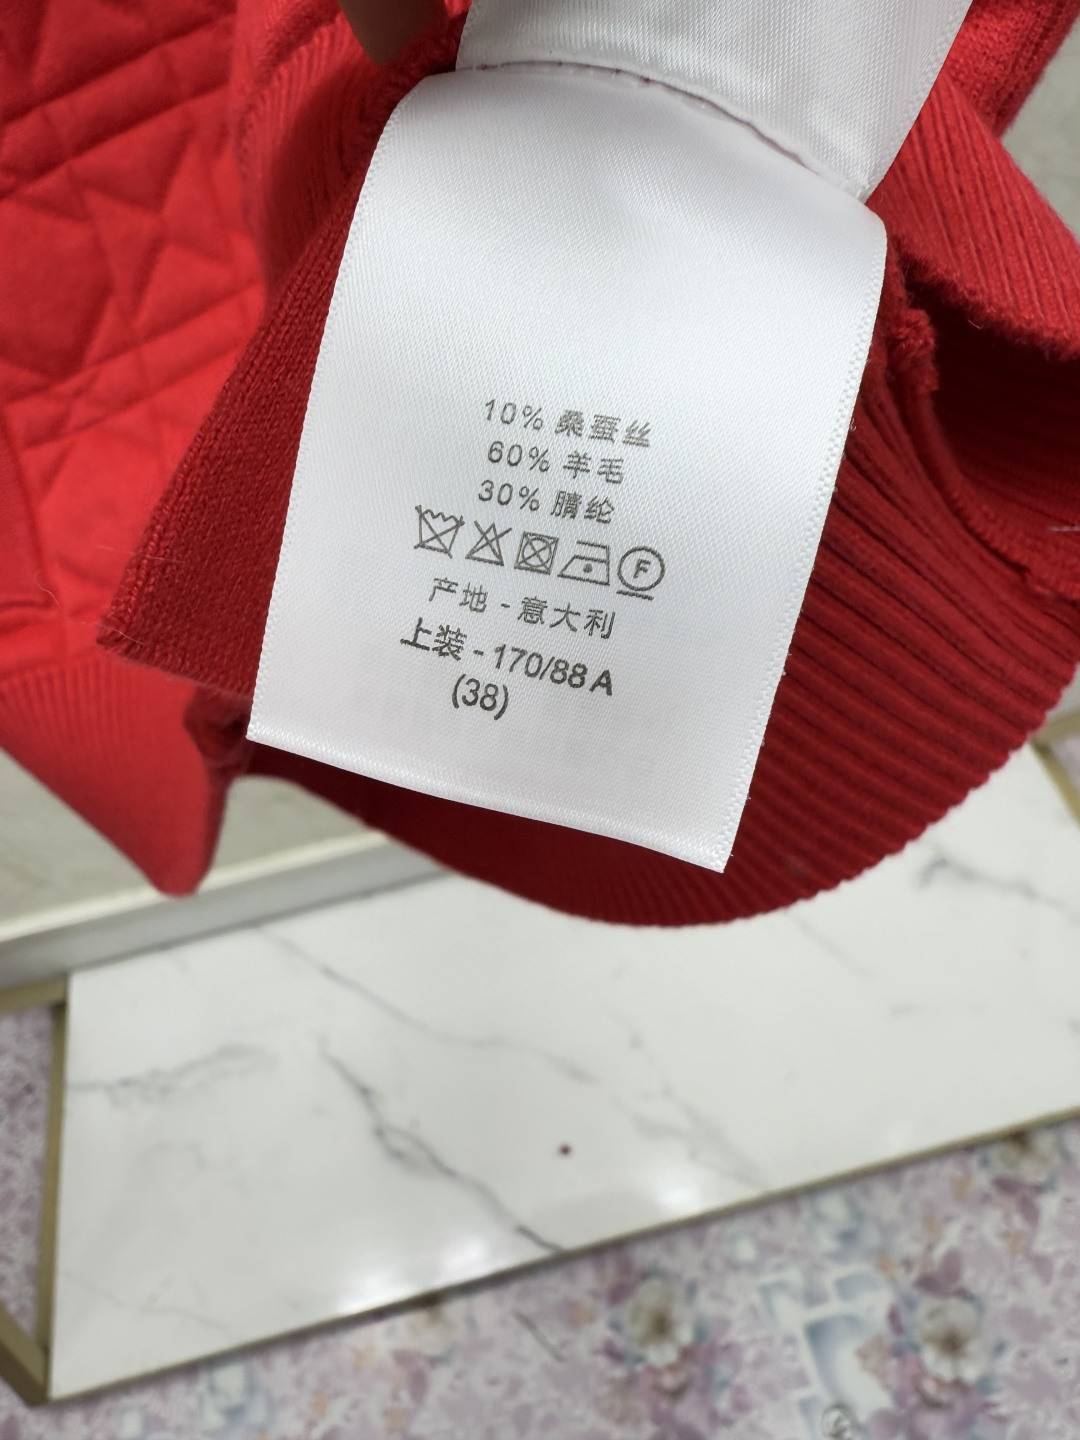 10% 桑蚕丝
60% 羊毛
30% 腈纶
F
产地 - 意大利
上装 - 170/88A
(38)